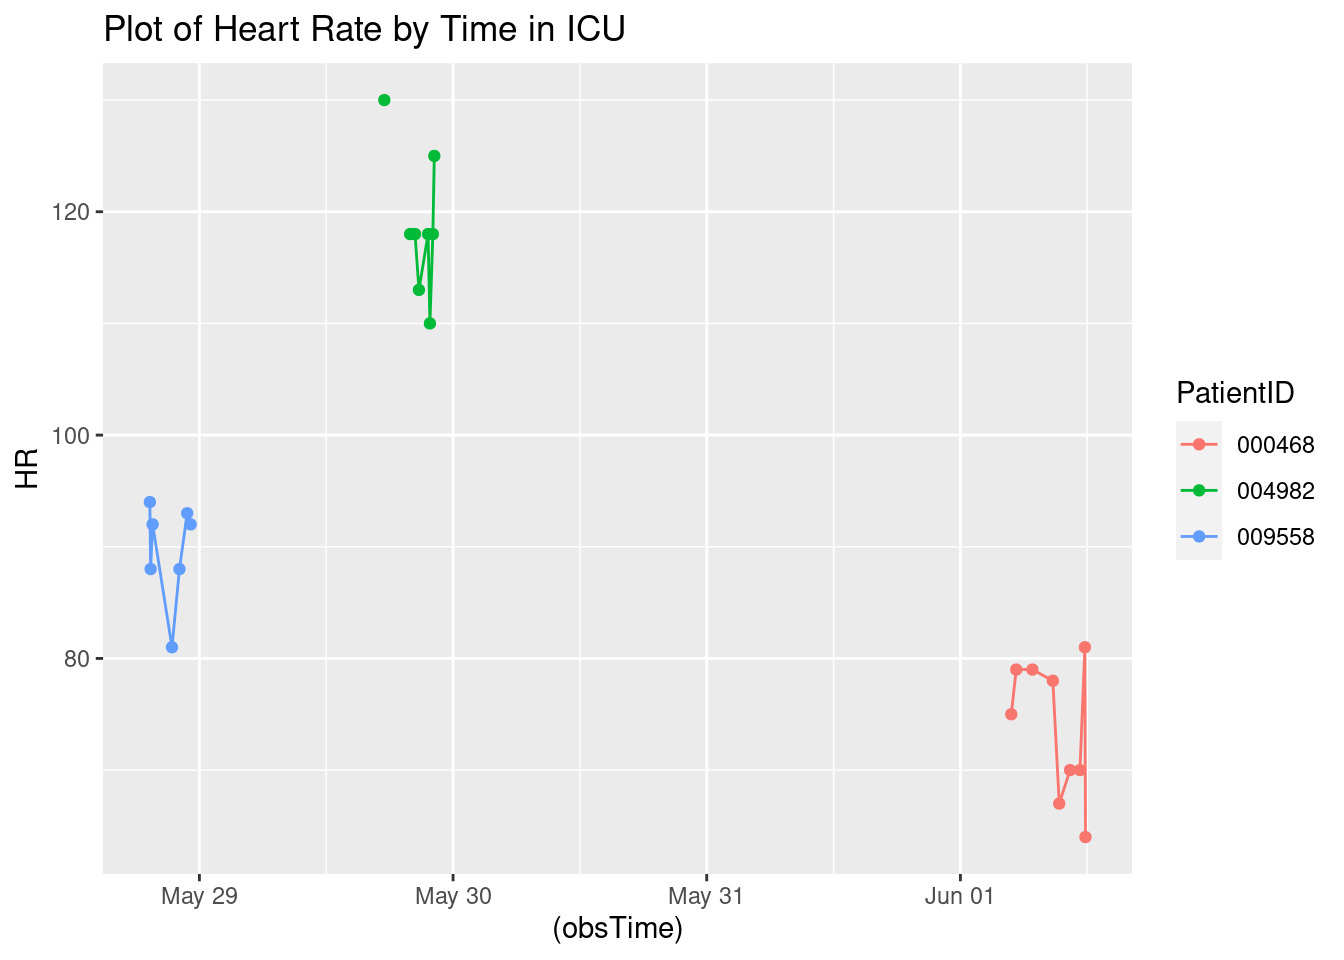 Plot of Heart Rate by Time in ICU
120
100
80
HR
May 29
May 30
May 31
Jun 01
(obsTime)
PatientID
000468
004982
009558